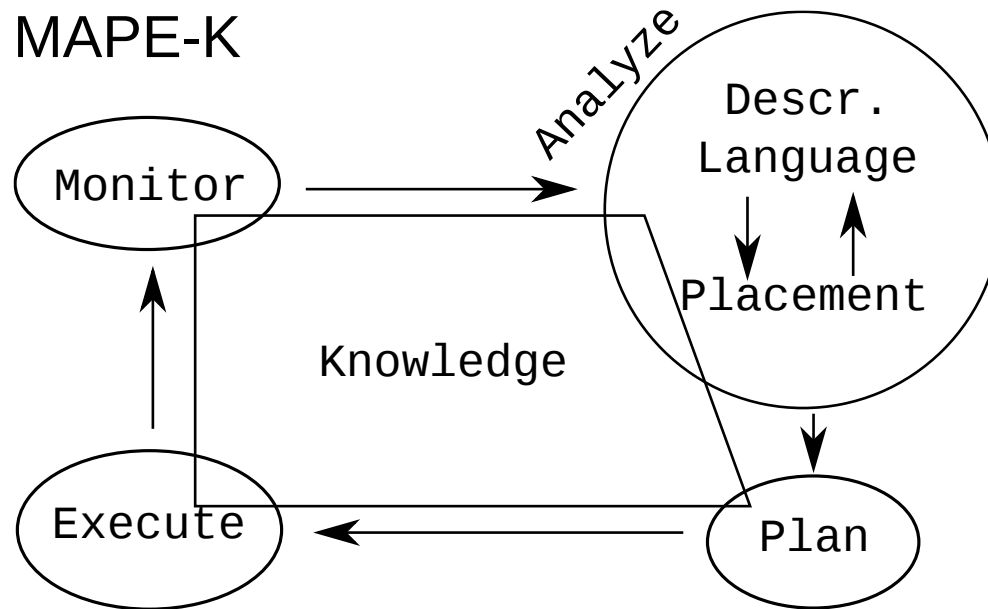 MAPE-K
Analyze
Descr.
Language
Monitor
Placement
Knowledge
Execute
Plan